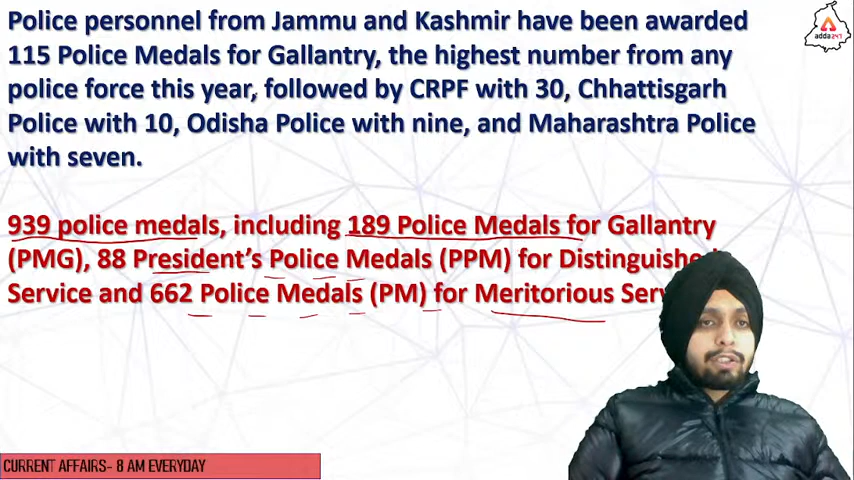 Police personnel from Jammu and Kashmir have been awarded
115 Police Medals for Gallantry, the highest number from any
police force this year, followed by CRPF with 30, Chhattisgarh
Police with 10, Odisha Police with nine, and Maharashtra Police
with seven.
939 police medals, including 189 Police Medals for Gallantry
(PMG), 88 President's Police Medals (PPM) for
Service and 662 Police Medals (PM) for Meritorious
CURRENT AFFAIRS- 8 AM EVERYDAY
adda247